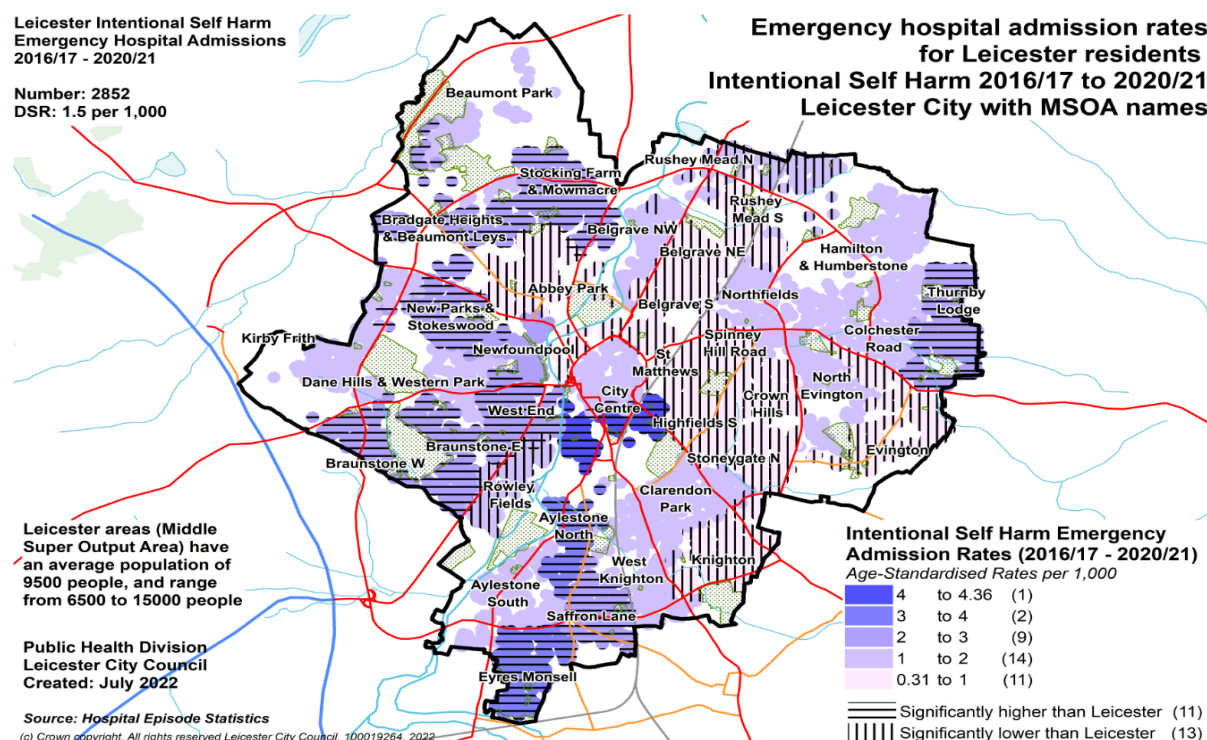 Leicester Intentional Self Harm
Emergency Hospital Admissions
2016/17 - 2020/21
Number: 2852
DSR: 1.5 per 1,000
Emergency hospital admission rates
for Leicester residents
Intentional Self Harm 2016/17 to 2020/21
Leicester City with MSOA names
Beaumont Park
Rushey Mead N
Stocking Farm
& Mowmacre
Rushey
Mead S
Bradgate Heights
& Beaumont Leys
Belgrave NW
Belgrave NE
Hamilton
& Humberstone
Abbey Park
Northfields
Thurnby
Lodge
New Parks &
Stokeswood
Belgrave S
Colchester
Road
Kirby Frith
Newfoundpool
Spinney
Hill Road
St
Matthews
Dane Hills & Western Park
North
Evington
City
Centre
Crown
Hills
West End
Highfields S
Braunstone E
Evington
Braunstone W
Stoneygate N
Rowley
Fields
Clarendon
Park
Aylestone
North
West
Knighton
Knighton
Aylestone
South
Saffron Lane
Eyres Monsell
Leicester areas (Middle
Super Output Area) have
an average population of
9500 people, and range
from 6500 to 15000 people
Public Health Division
Leicester City Council
Created: July 2022
Source: Hospital Episode Statistics
(c) Crown copyright. All rights reserved Leicester City Council, 100019264, 2022
Intentional Self Harm Emergency
Admission Rates (2016/17 - 2020/21)
Age-Standardised Rates per 1,000
4 to 4.36 (1)
3 to 4 (2)
2 to 3 (9)
1 to 2 (14)
0.31 to 1 (11)
Significantly higher than Leicester (11)
Significantly lower than Leicester (13)